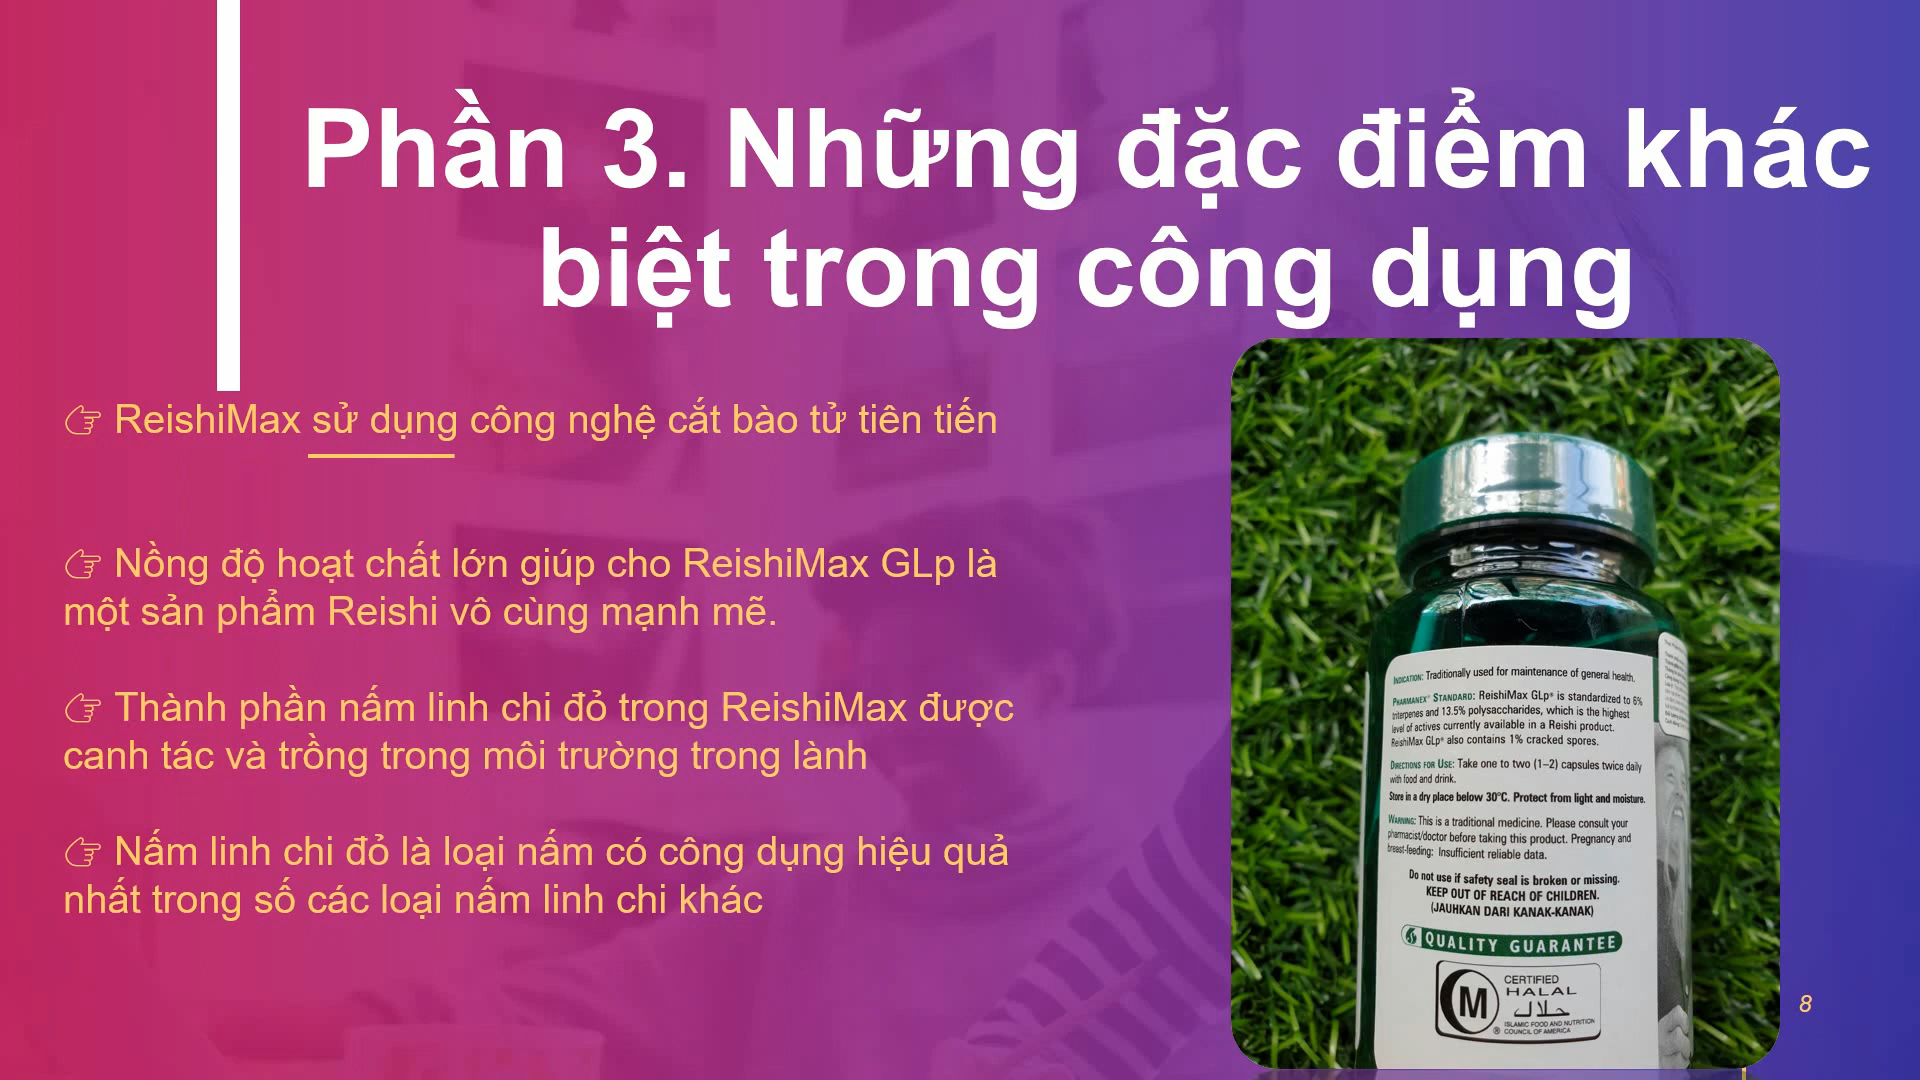 Phần 3. Những đặc điểm khác
biệt trong công dụng
👉 ReishiMax sử dụng công nghệ cắt bào tử tiên tiến
👉 Nồng độ hoạt chất lớn giúp cho ReishiMax GLp là
một sản phẩm Reishi vô cùng mạnh mẽ.
👉 Thành phần nấm linh chi đỏ trong ReishiMax được
canh tác và trồng trong môi trường trong lành
👉 Nấm linh chi đỏ là loại nấm có công dụng hiệu quả
nhất trong số các loại nấm linh chi khác
INDICATION: Traditionally used for maintenance of general health.
PHARMANEX® STANDARD: ReishiMax GLp® is standardized to 6%
triterpenes and 13.5% polysaccharides, which is the highest
level of actives currently available in a Reishi product.
ReishiMax GLp® also contains 1% cracked spores.
DIRECTIONS FOR USE: Take one to two (1–2) capsules twice daily
with food and drink.
Store in a dry place below 30°C. Protect from light and moisture.
WARNING: This is a traditional medicine. Please consult your
pharmacist/doctor before taking this product. Pregnancy and
breast-feeding: Insufficient reliable data.
Do not use if safety seal is broken or missing.
KEEP OUT OF REACH OF CHILDREN.
(JAUHKAN DARI KANAK-KANAK)
QUALITY GUARANTEE
M
®
CERTIFIED
HALAL
حلال
ISLAMIC FOOD AND NUTRITION
COUNCIL OF AMERICA
8